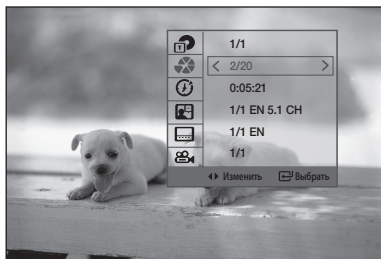 1/1
< 2/20 >
0:05:21
1/1 EN 5.1 CH
1/1 EN
1/1
Изменить Выбрать